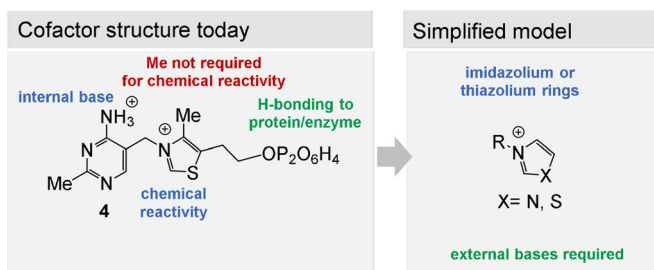 Cofactor structure today
Me not required
for chemical reactivity
internal base
H-bonding to
protein/enzyme
⊕
NH3
⊕
Me
N
N
OP2O6H4
Me
N
S
4
chemical
reactivity
Simplified model
imidazolium or
thiazolium rings
⊕
R
N
X
X= N, S
external bases required